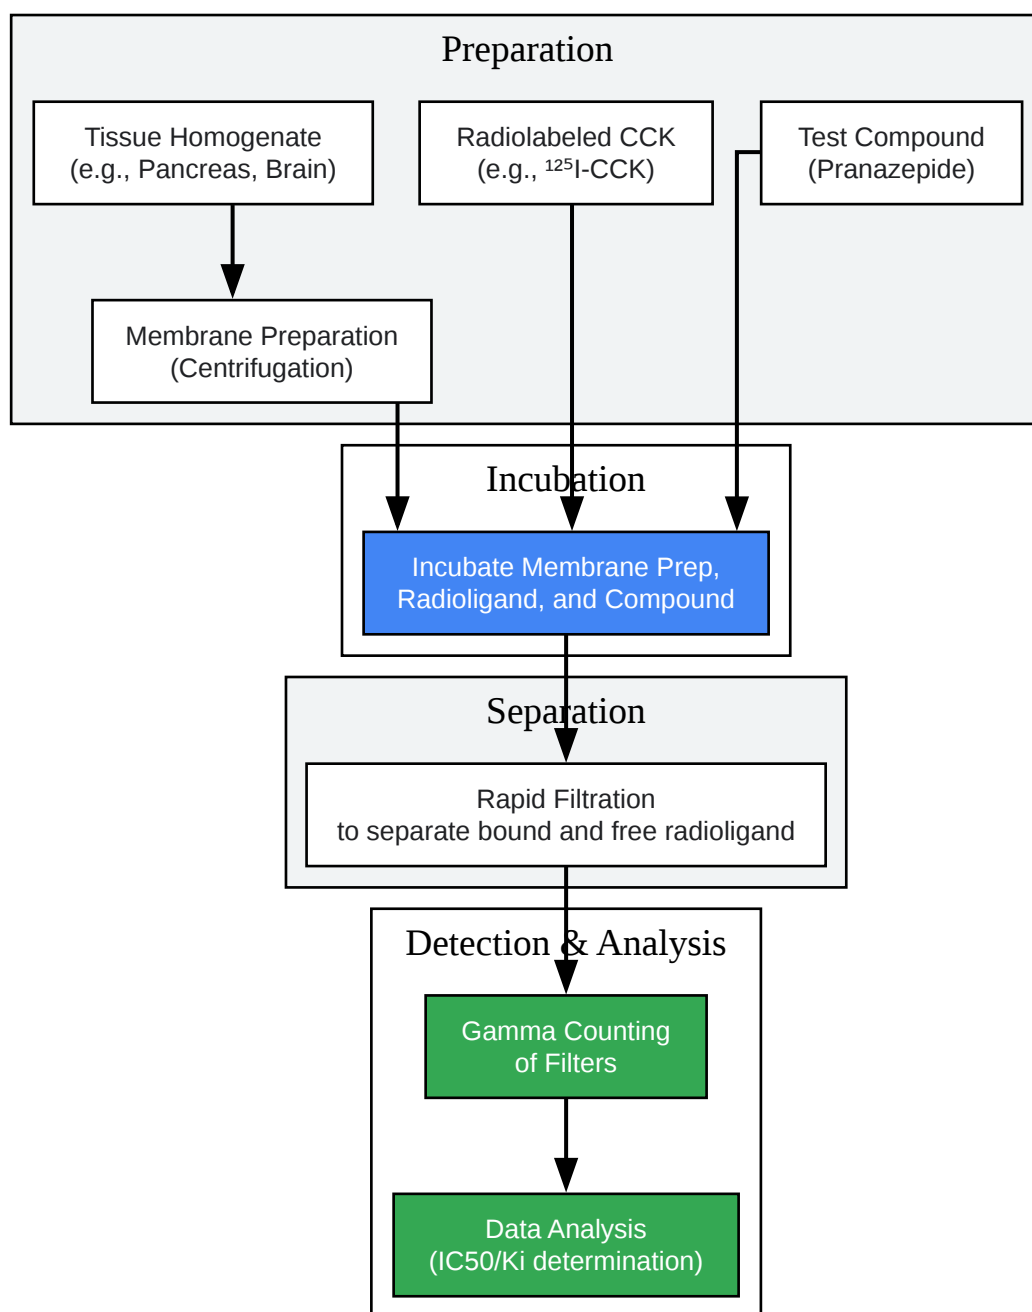 Preparation
Tissue Homogenate
(e.g., Pancreas, Brain)
Radiolabeled CCK
(e.g., ¹²⁵I-CCK)
Test Compound
(Pranazepide)
Membrane Preparation
(Centrifugation)
Incubation
Incubate Membrane Prep,
Radioligand, and Compound
Separation
Rapid Filtration
to separate bound and free radioligand
Detection & Analysis
Gamma Counting
of Filters
Data Analysis
(IC50/Ki determination)